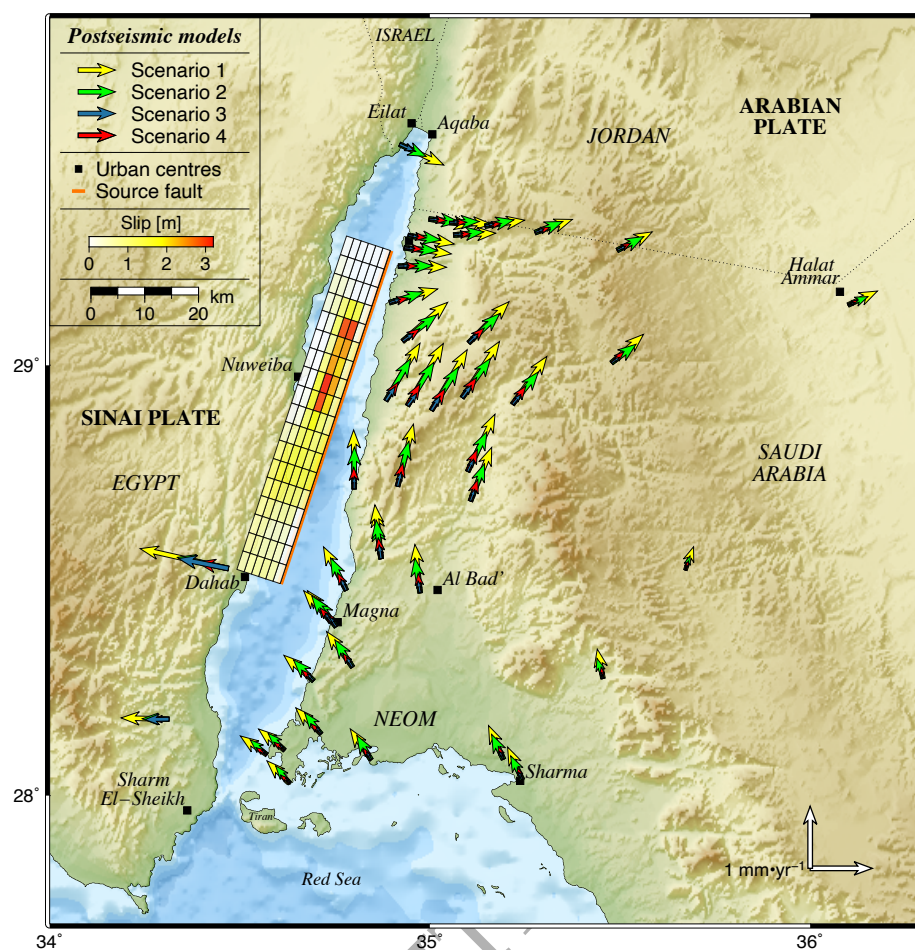 Postseismic models
Scenario 1
Scenario 2
Scenario 3
Scenario 4
Urban centres
Source fault
Slip [m]
0 1 2 3
0 10 20
km
ISRAEL
Eilat
Aqaba
JORDAN
ARABIAN
PLATE
Halat
Ammar
29°
Nuweiba
SINAI PLATE
EGYPT
SAUDI
ARABIA
Dahab
Al Bad'
Magna
NEOM
Sharm
El−Sheikh
Sharma
28°
Tiran
Red Sea
1 mm•yr−1
34° 35° 36°